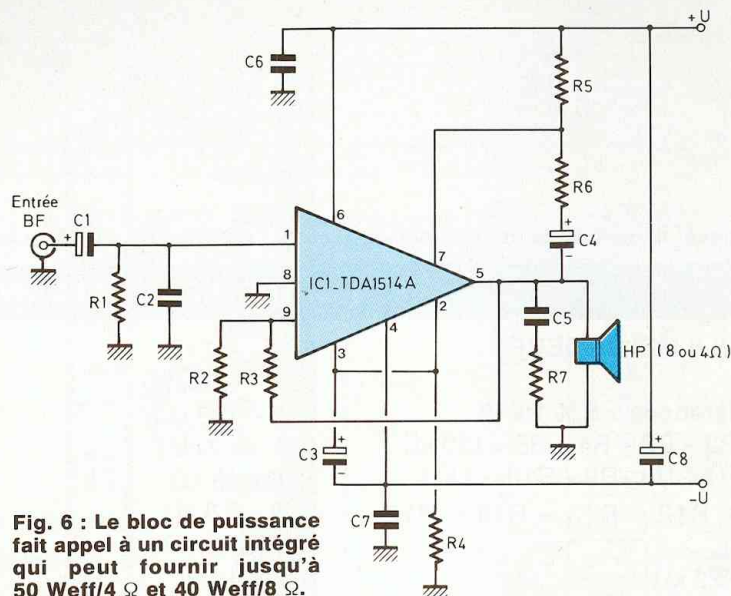 +U
C6
R5
R6
Entrée
BF
C1
+
6
1
7
+
C4
-
8
IC1_TDA1514A
5
R1
C2
9
4
2
3
C5
HP (8 ou 4Ω)
R2
R3
R7
+
C3
-
+
C8
-U
C7
R4
Fig. 6 : Le bloc de puissance
fait appel à un circuit intégré
qui peut fournir jusqu'à
50 Weff/4 Ω et 40 Weff/8 Ω.